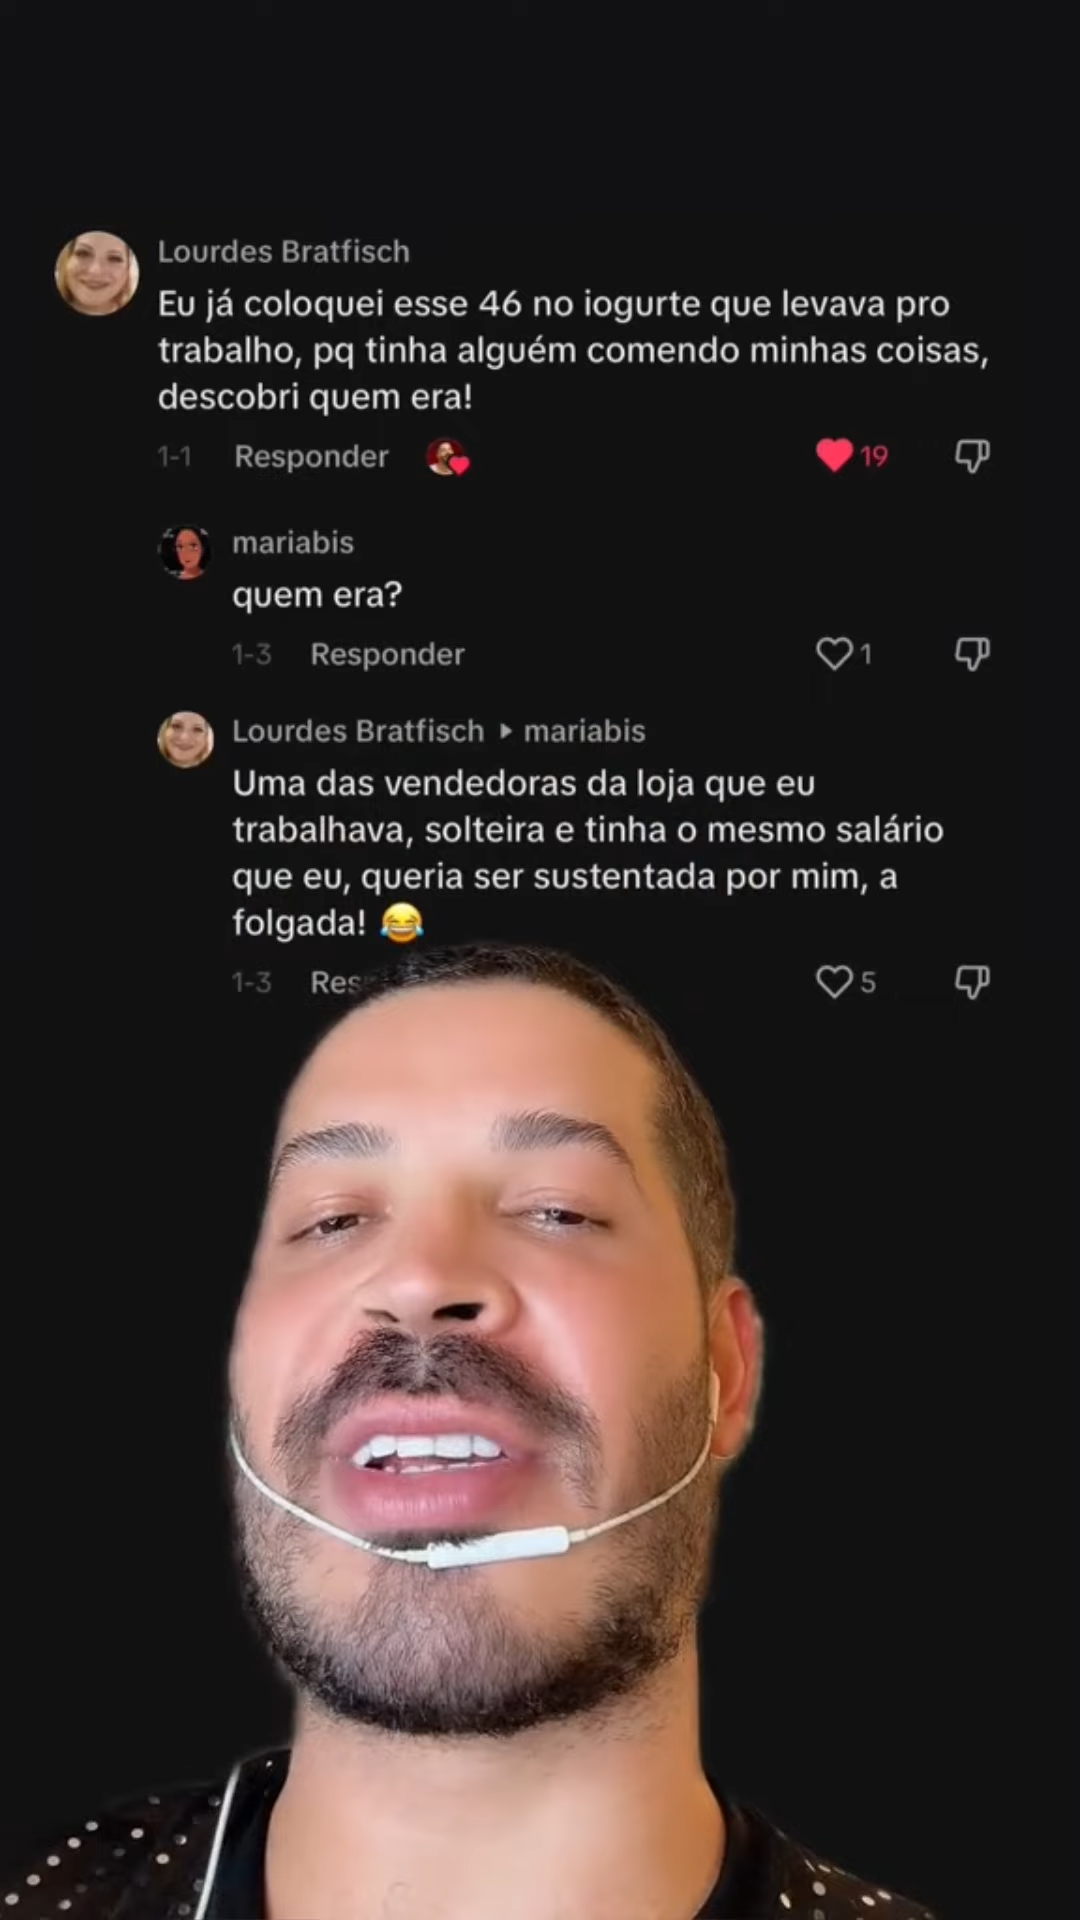 Lourdes Bratfisch
Eu já coloquei esse 46 no iogurte que levava pro
trabalho, pq tinha alguém comendo minhas coisas,
descobri quem era!
1-1 Responder 19
mariabis
quem era?
1-3 Responder 1
Lourdes Bratfisch ▸ mariabis
Uma das vendedoras da loja que eu
trabalhava, solteira e tinha o mesmo salário
que eu, queria ser sustentada por mim, a
folgada! 😂
1-3 Res 5